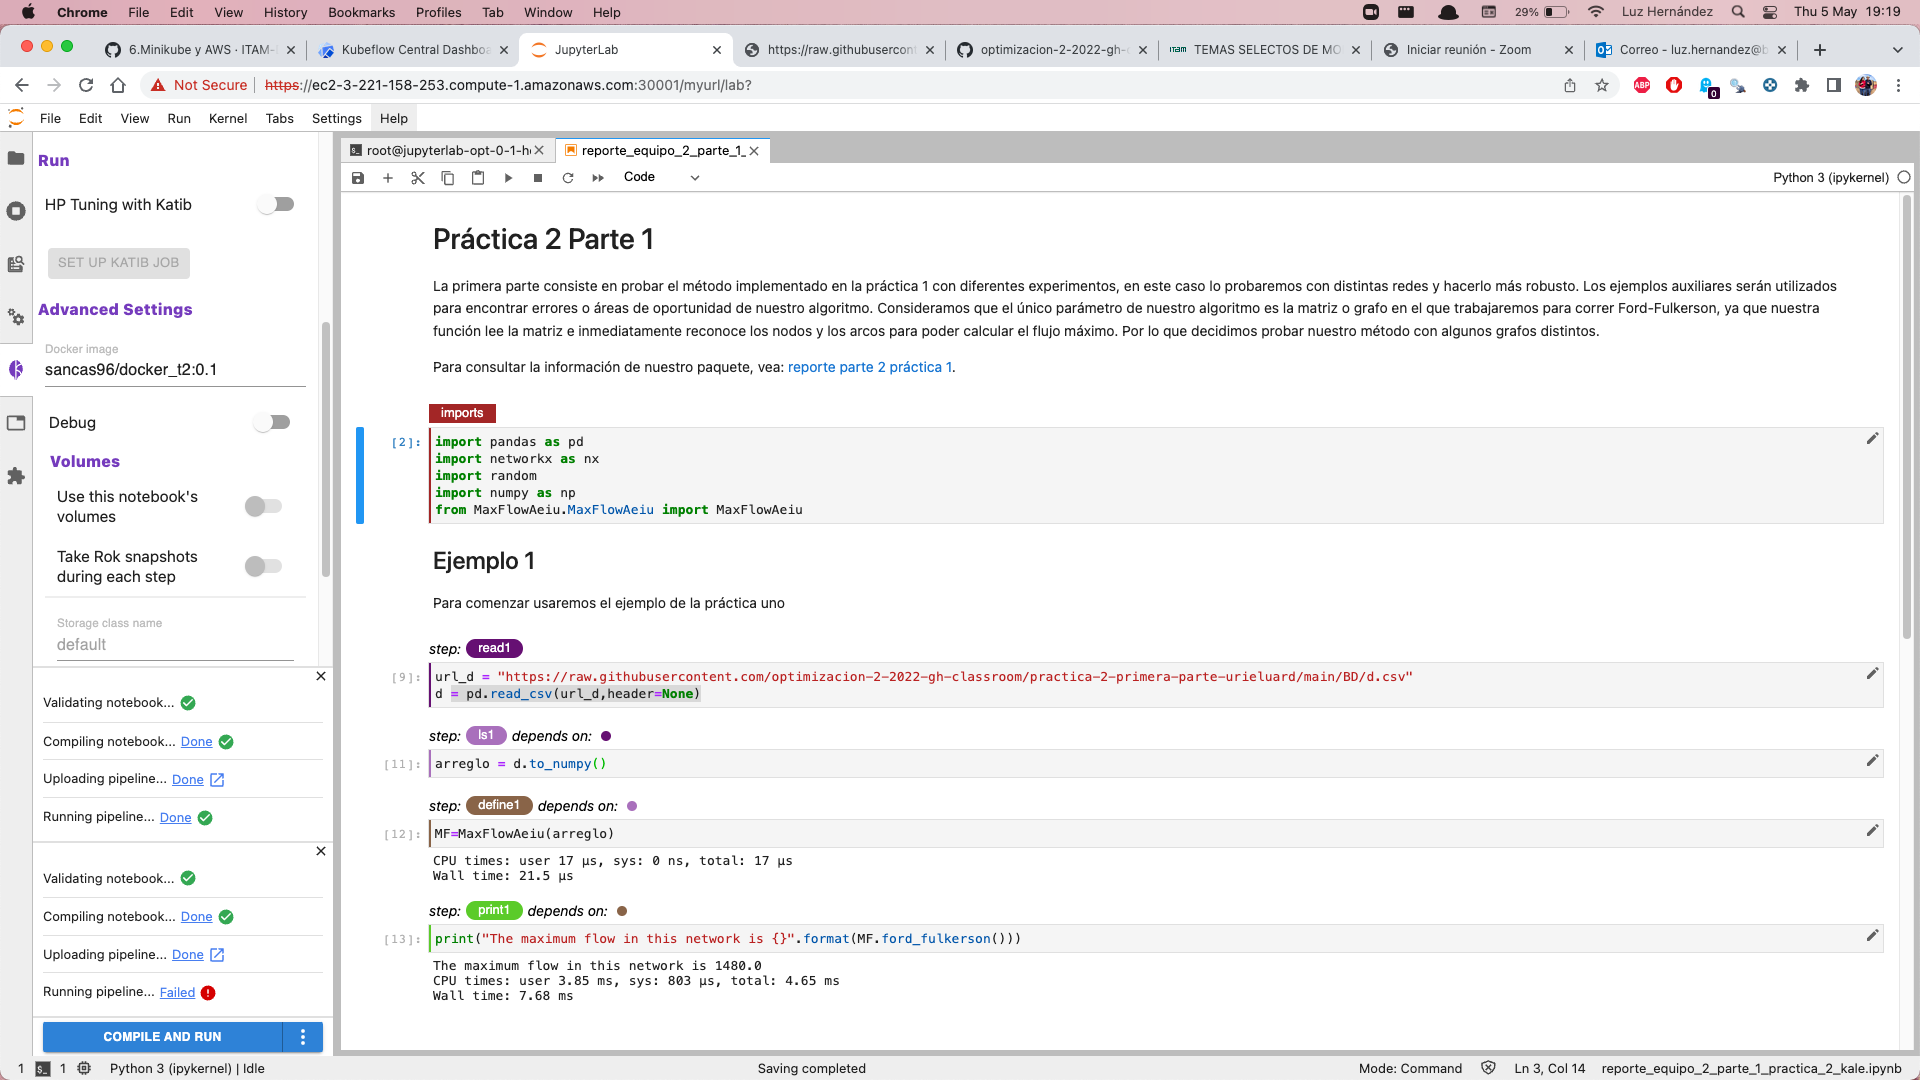 Chrome File Edit View History Bookmarks Profiles Tab Window Help 29% Luz Hernández Thu 5 May 19:19
6.Minikube y AWS · ITAM- Kubeflow Central Dashboa JupyterLab https://raw.githubusercon optimizacion-2-2022-gh- ITAM TEMAS SELECTOS DE MO Iniciar reunión - Zoom Correo - luz.hernandez@b
Not Secure https://ec2-3-221-158-253.compute-1.amazonaws.com:30001/myurl/lab? ABP 0
File Edit View Run Kernel Tabs Settings Help
root@jupyterlab-opt-0-1-h reporte_equipo_2_parte_1_
Code Python 3 (ipykernel)
Run
HP Tuning with Katib
SET UP KATIB JOB
Advanced Settings
Docker image
sancas96/docker_t2:0.1
Debug
Volumes
Use this notebook's
volumes
Take Rok snapshots
during each step
Storage class name
default
Validating notebook...
Compiling notebook... Done
Uploading pipeline... Done
Running pipeline... Done
Validating notebook...
Compiling notebook... Done
Uploading pipeline... Done
Running pipeline... Failed
COMPILE AND RUN
Práctica 2 Parte 1
La primera parte consiste en probar el método implementado en la práctica 1 con diferentes experimentos, en este caso lo probaremos con distintas redes y hacerlo más robusto. Los ejemplos auxiliares serán utilizados
para encontrar errores o áreas de oportunidad de nuestro algoritmo. Consideramos que el único parámetro de nuestro algoritmo es la matriz o grafo en el que trabajaremos para correr Ford-Fulkerson, ya que nuestra
función lee la matriz e inmediatamente reconoce los nodos y los arcos para poder calcular el flujo máximo. Por lo que decidimos probar nuestro método con algunos grafos distintos.
Para consultar la información de nuestro paquete, vea: reporte parte 2 práctica 1.
imports
[2]: import pandas as pd
import networkx as nx
import random
import numpy as np
from MaxFlowAeiu.MaxFlowAeiu import MaxFlowAeiu
Ejemplo 1
Para comenzar usaremos el ejemplo de la práctica uno
step: read1
[9]: url_d = "https://raw.githubusercontent.com/optimizacion-2-2022-gh-classroom/practica-2-primera-parte-urieluard/main/BD/d.csv"
d = pd.read_csv(url_d,header=None)
step: ls1 depends on:
[11]: arreglo = d.to_numpy()
step: define1 depends on:
[12]: MF=MaxFlowAeiu(arreglo)
CPU times: user 17 µs, sys: 0 ns, total: 17 µs
Wall time: 21.5 µs
step: print1 depends on:
[13]: print("The maximum flow in this network is {}".format(MF.ford_fulkerson()))
The maximum flow in this network is 1480.0
CPU times: user 3.85 ms, sys: 803 µs, total: 4.65 ms
Wall time: 7.68 ms
1 1 Python 3 (ipykernel) | Idle Saving completed Mode: Command Ln 3, Col 14 reporte_equipo_2_parte_1_practica_2_kale.ipynb